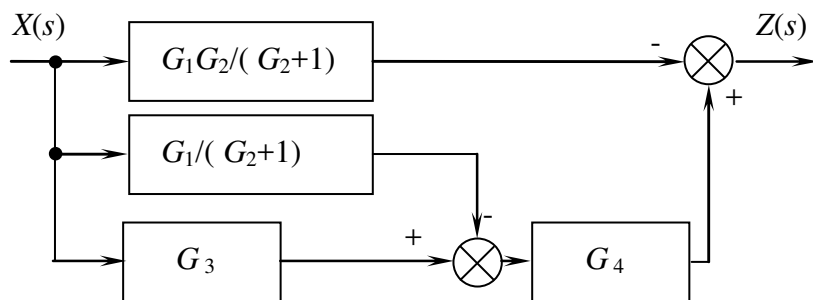 X(s)
G₁G₂/( G₂+1)
-
Z(s)
+
G₁/( G₂+1)
-
G₃
+
G₄